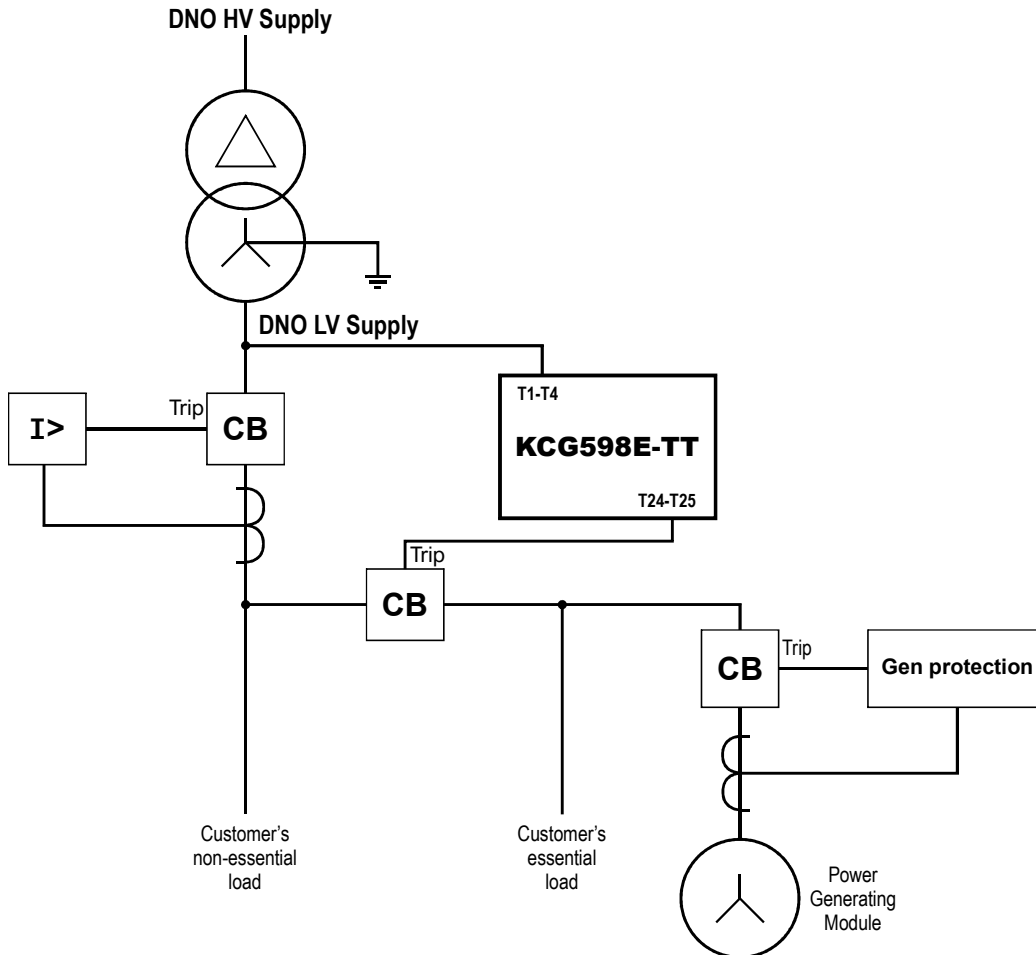 DNO HV Supply
DNO LV Supply
T1-T4
KCG598E-TT
T24-T25
I>
Trip
CB
Trip
CB
CB
Trip
Gen protection
Customer's
non-essential
load
Customer's
essential
load
Power
Generating
Module